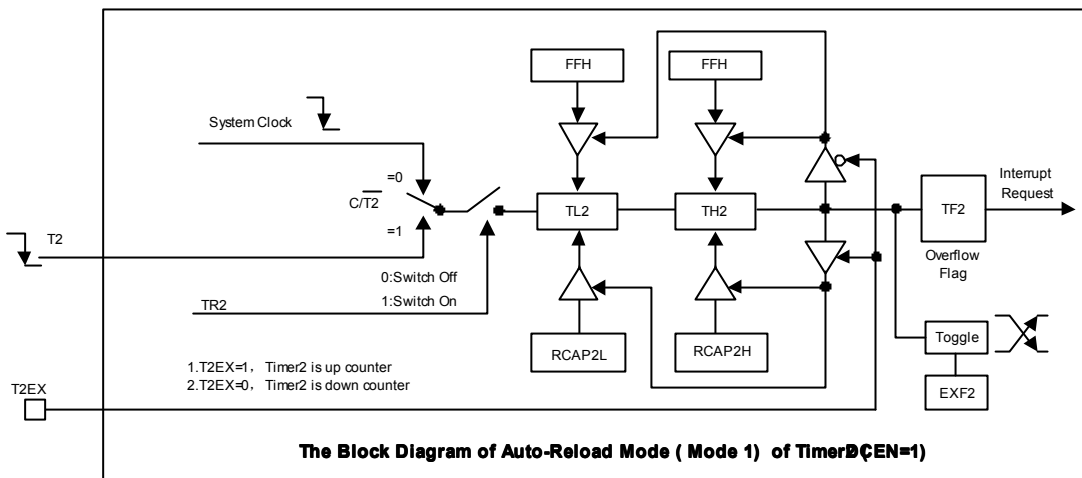 FFH
FFH
System Clock
=0
C/T2
=1
T2
TL2
TH2
TF2
Interrupt
Request
Overflow
Flag
0:Switch Off
1:Switch On
TR2
RCAP2L
RCAP2H
Toggle
EXF2
1.T2EX=1, Timer2 is up counter
2.T2EX=0, Timer2 is down counter
T2EX
The Block Diagram of Auto-Reload Mode ( Mode 1) of Timer2 (DCEN=1)